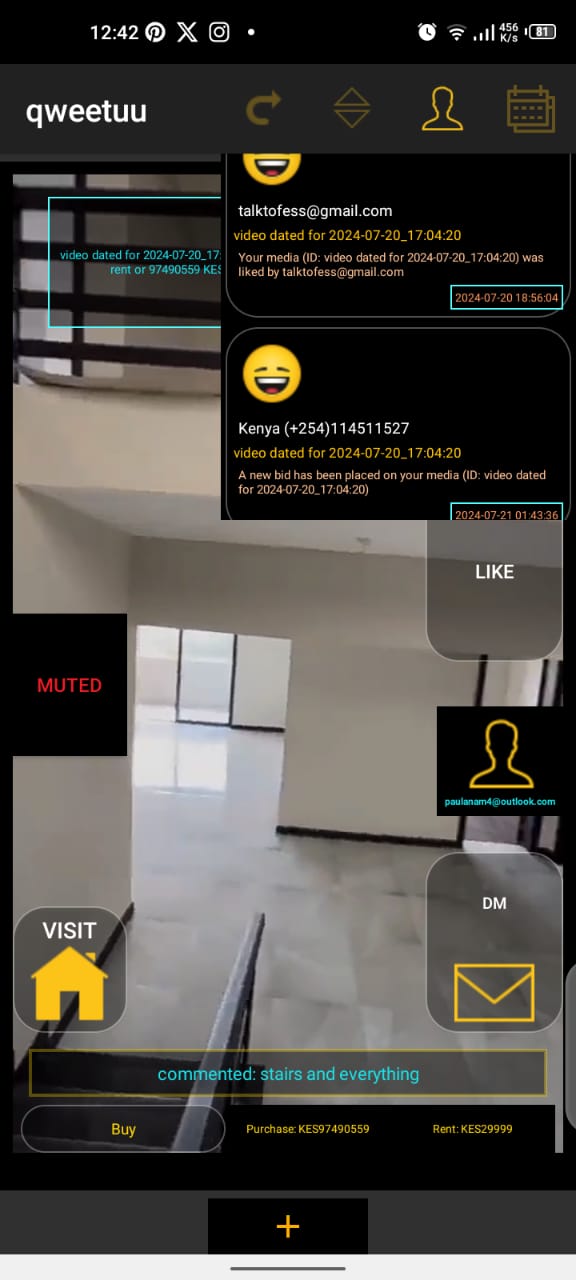 12:42
456
K/s
81
qweetuu
talktofess@gmail.com
video dated for 2024-07-20_17:04:20
Your media (ID: video dated for 2024-07-20_17:04:20) was
liked by talktofess@gmail.com
2024-07-20 18:56:04
video dated for 2024-07-20_17:
rent or 97490559 KES
Kenya (+254)114511527
video dated for 2024-07-20_17:04:20
A new bid has been placed on your media (ID: video dated
for 2024-07-20_17:04:20)
2024-07-21 01:43:36
LIKE
MUTED
paulanam4@outlook.com
DM
VISIT
commented: stairs and everything
Buy
Purchase: KES97490559
Rent: KES29999
+